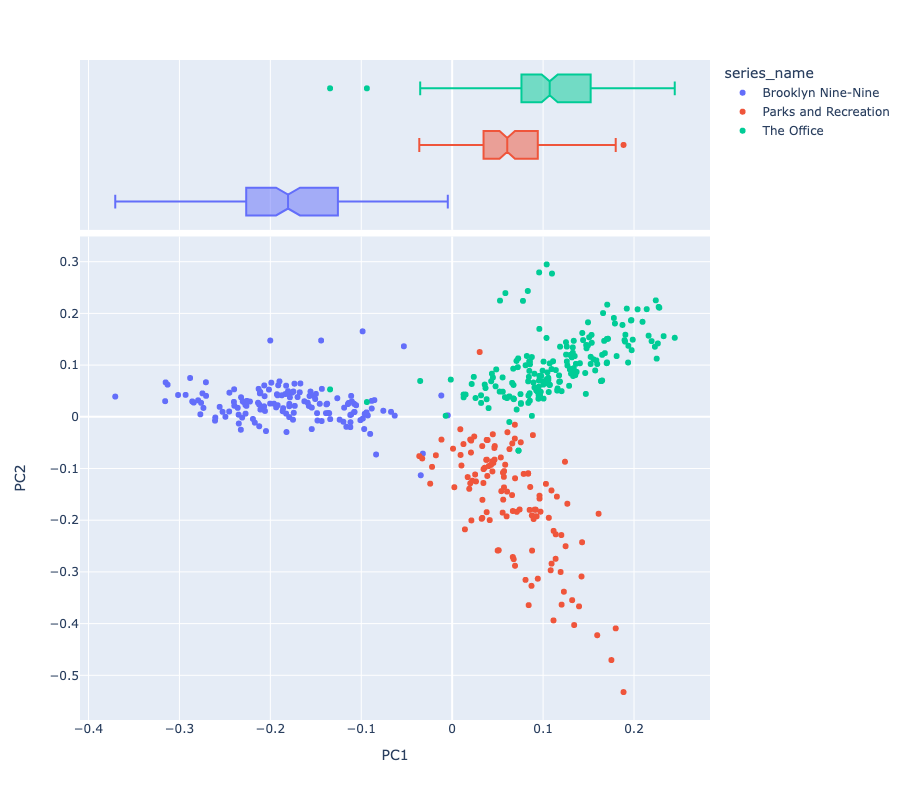 series_name
Brooklyn Nine-Nine
Parks and Recreation
The Office
0.3
0.2
0.1
0
−0.1
−0.2
−0.3
−0.4
−0.5
PC2
−0.4 −0.3 −0.2 −0.1 0 0.1 0.2
PC1